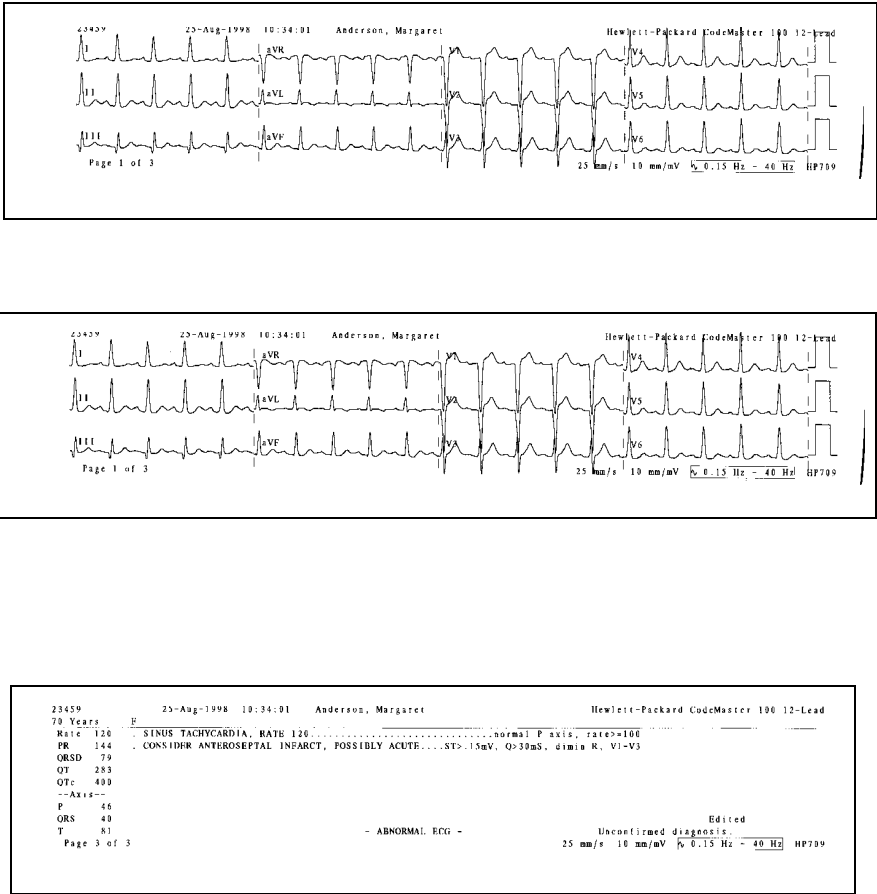 23459 25-Aug-1998 10:34:01 Anderson, Margaret Hewlett-Packard CodeMaster 100 12-Lead
I aVR V1 V4
II aVL V2 V5
III aVF V3 V6
Page 1 of 3 25 mm/s 10 mm/mV 0.15 Hz - 40 Hz HP709
23459 25-Aug-1998 10:34:01 Anderson, Margaret Hewlett-Packard CodeMaster 100 12-Lead
I aVR V1 V4
II aVL V2 V5
III aVF V3 V6
Page 1 of 3 25 mm/s 10 mm/mV 0.15 Hz - 40 Hz HP709
23459 25-Aug-1998 10:34:01 Anderson, Margaret Hewlett-Packard CodeMaster 100 12-Lead
70 Years F
Rate 120 . SINUS TACHYCARDIA, RATE 120..............................normal P axis, rate>=100
PR 144 . CONSIDER ANTEROSEPTAL INFARCT, POSSIBLY ACUTE....ST>.15mV, Q>30mS, dimin R, V1-V3
QRSD 79
QT 283
QTc 400
--Axis--
P 46
QRS 40 Edited
T 81 - ABNORMAL ECG - Unconfirmed diagnosis.
Page 3 of 3 25 mm/s 10 mm/mV 0.15 Hz - 40 Hz HP709